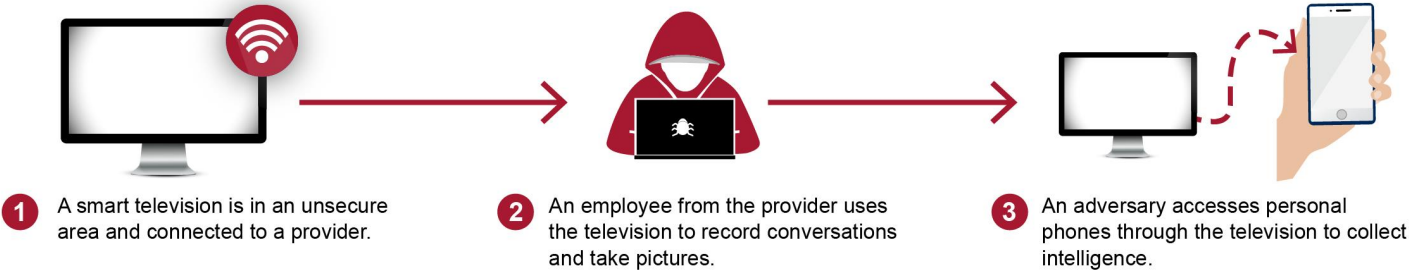 1 A smart television is in an unsecure
area and connected to a provider.
2 An employee from the provider uses
the television to record conversations
and take pictures.
3 An adversary accesses personal
phones through the television to collect
intelligence.